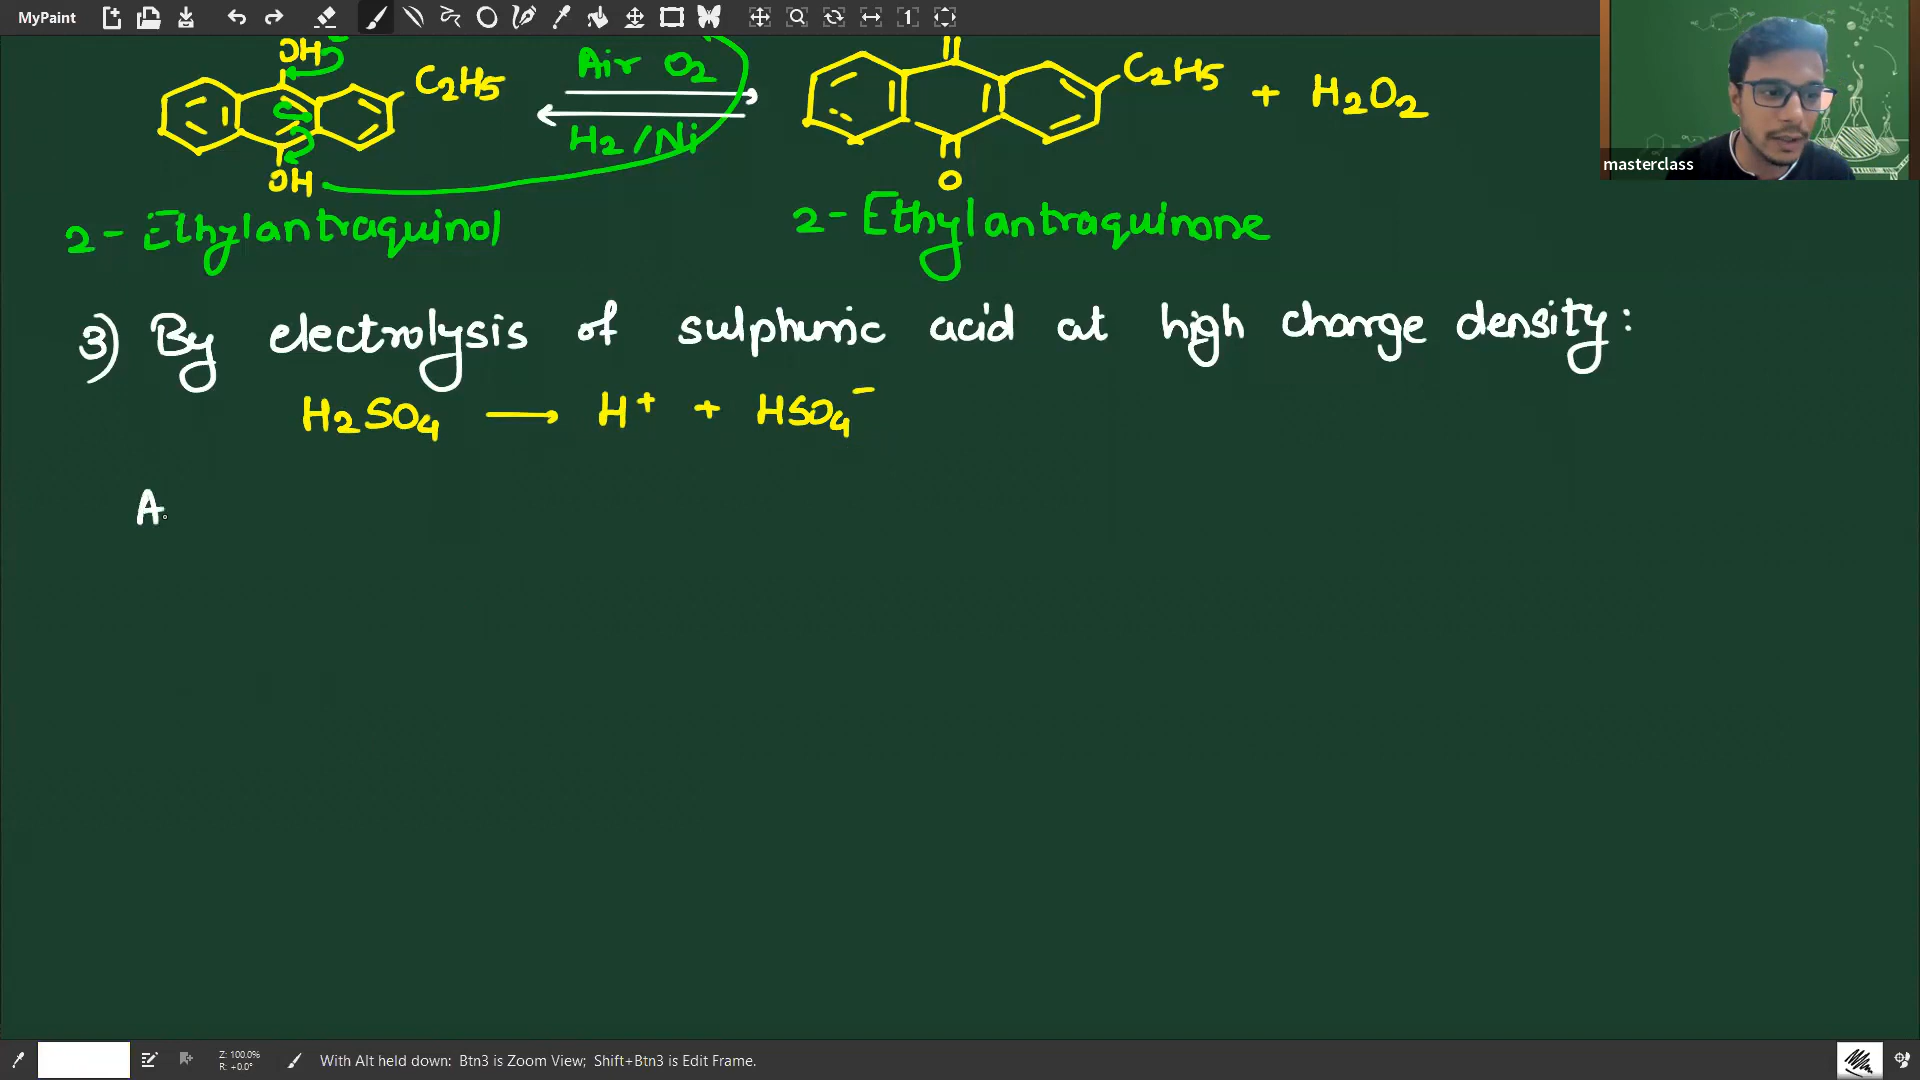 MyPaint
OH
C2H5
Air O2
H2/Ni
OH
C2H5 + H2O2
O
masterclass
2- Ethylantraquinol
2- Ethylantraquinone
3) By electrolysis of sulphuric acid at high charge density:
H2SO4 ⟶ H+ + HSO4−
A
Z: 100.0%
R: +0.0°
With Alt held down: Btn3 is Zoom View; Shift+Btn3 is Edit Frame.